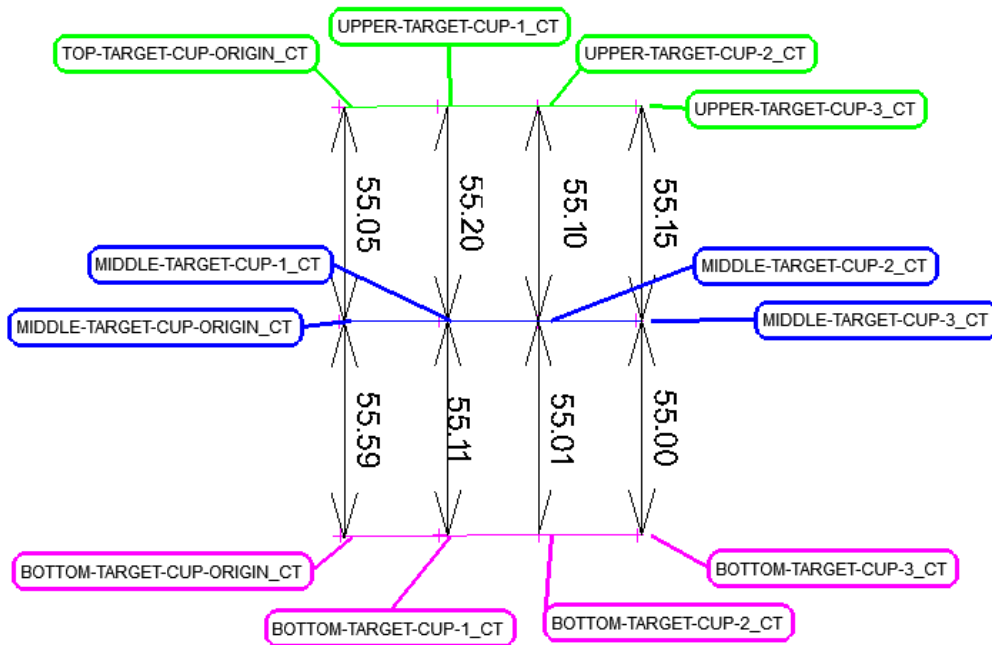 UPPER-TARGET-CUP-1_CT
TOP-TARGET-CUP-ORIGIN_CT
UPPER-TARGET-CUP-2_CT
UPPER-TARGET-CUP-3_CT
55.05
55.20
55.10
55.15
MIDDLE-TARGET-CUP-1_CT
MIDDLE-TARGET-CUP-2_CT
MIDDLE-TARGET-CUP-ORIGIN_CT
MIDDLE-TARGET-CUP-3_CT
55.59
55.11
55.01
55.00
BOTTOM-TARGET-CUP-ORIGIN_CT
BOTTOM-TARGET-CUP-3_CT
BOTTOM-TARGET-CUP-1_CT
BOTTOM-TARGET-CUP-2_CT